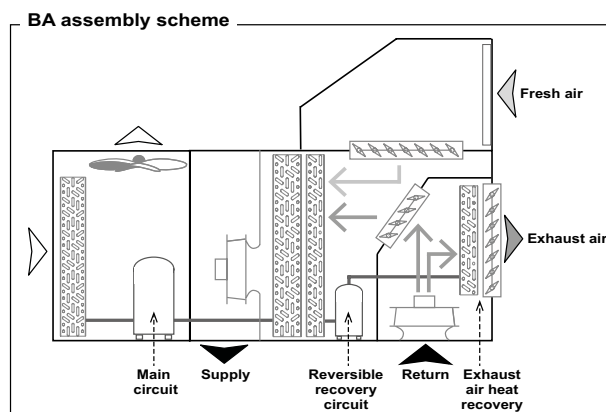 BA assembly scheme
Fresh air
Exhaust air
Main
circuit
Supply
Reversible
recovery
circuit
Return
Exhaust
air heat
recovery